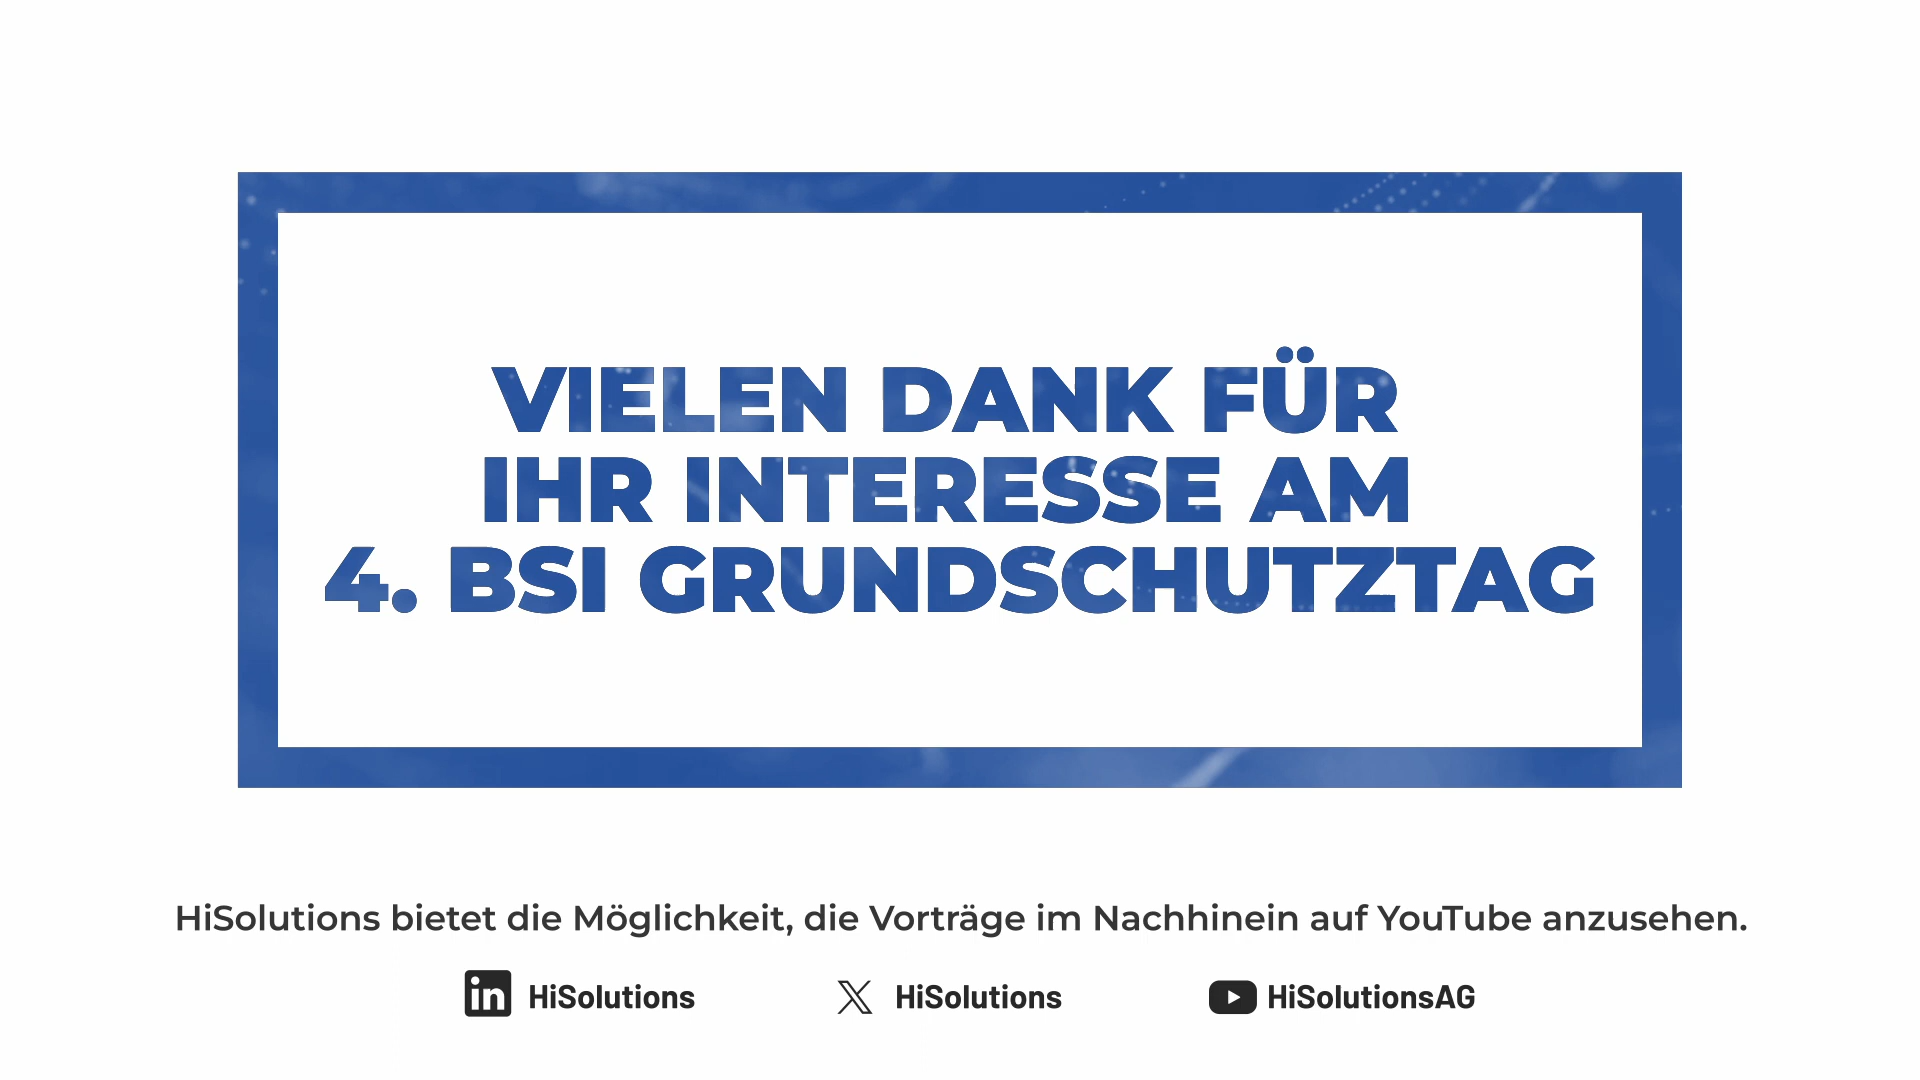 VIELEN DANK FÜR
IHR INTERESSE AM
4. BSI GRUNDSCHUTZTAG
HiSolutions bietet die Möglichkeit, die Vorträge im Nachhinein auf YouTube anzusehen.
in HiSolutions X HiSolutions HiSolutionsAG